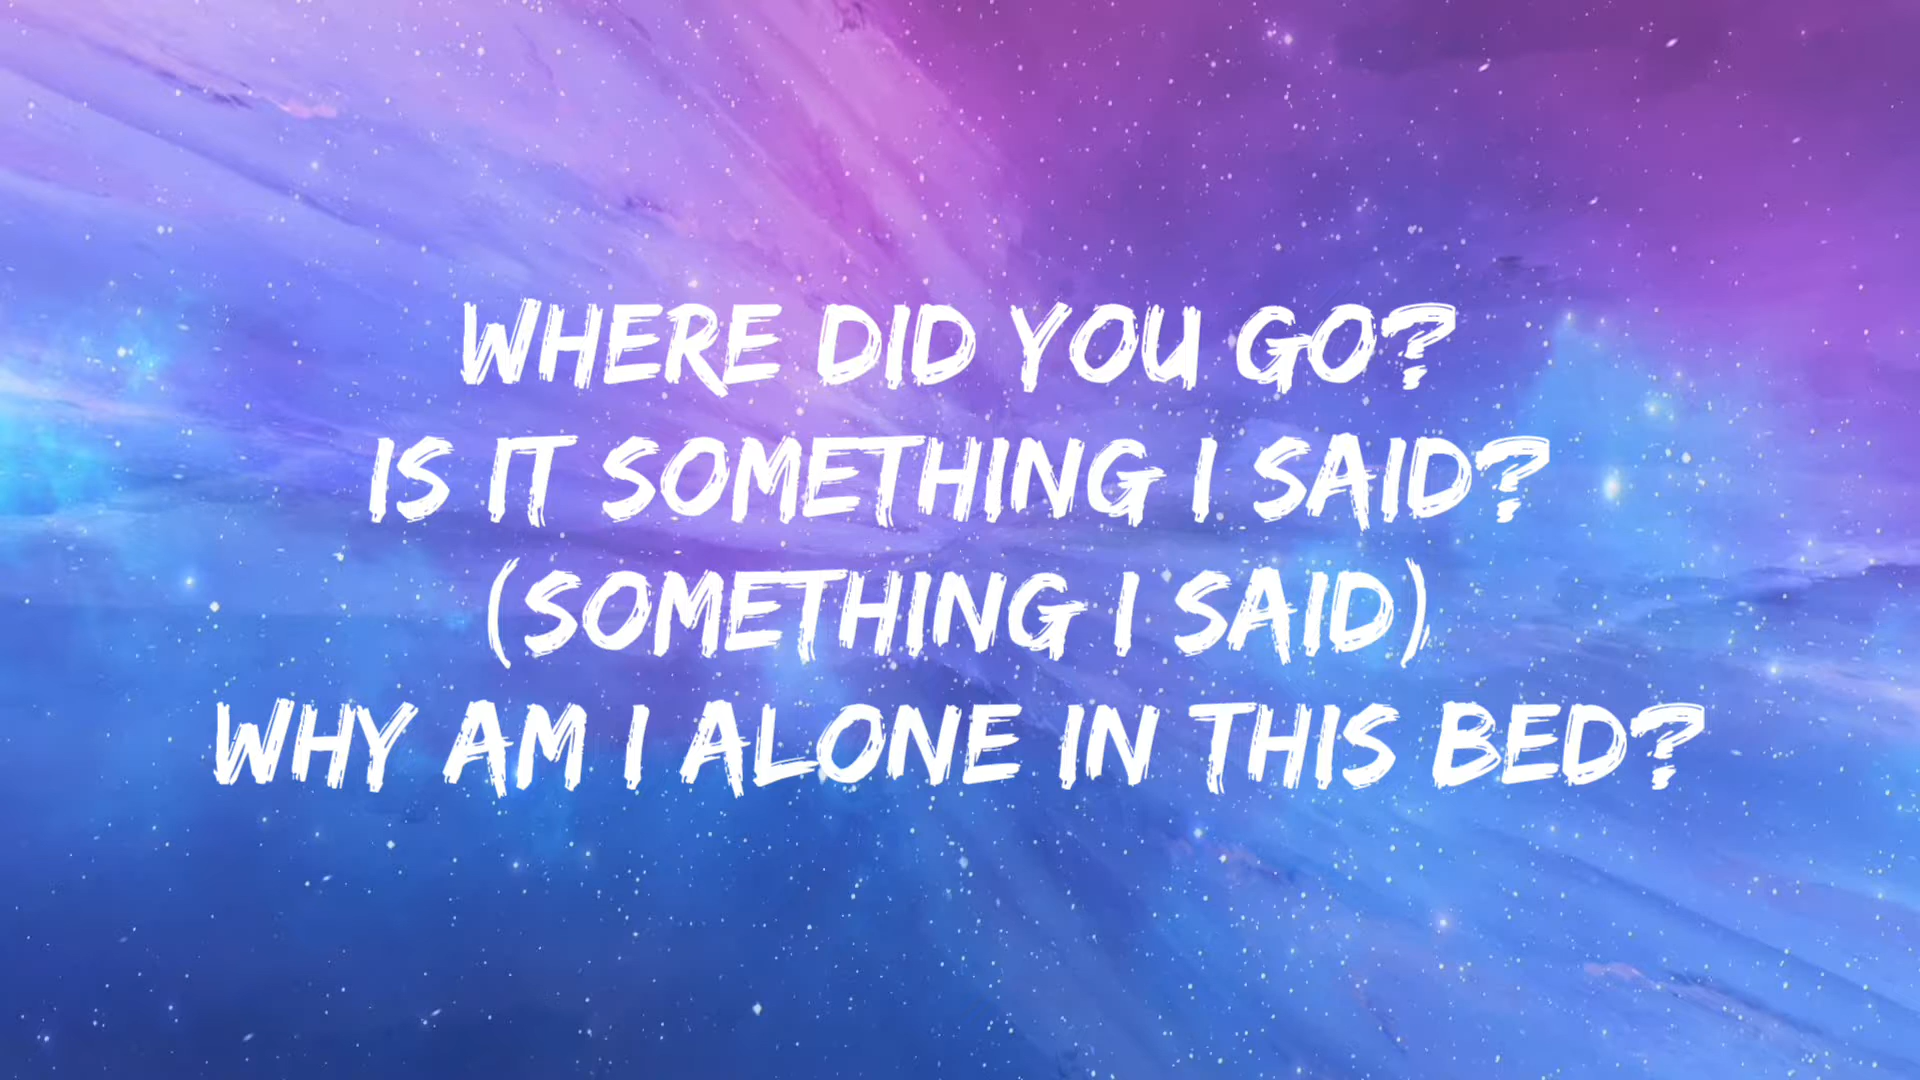 WHERE DID YOU GO?
IS IT SOMETHING I SAID?
(SOMETHING I SAID)
WHY AM I ALONE IN THIS BED?